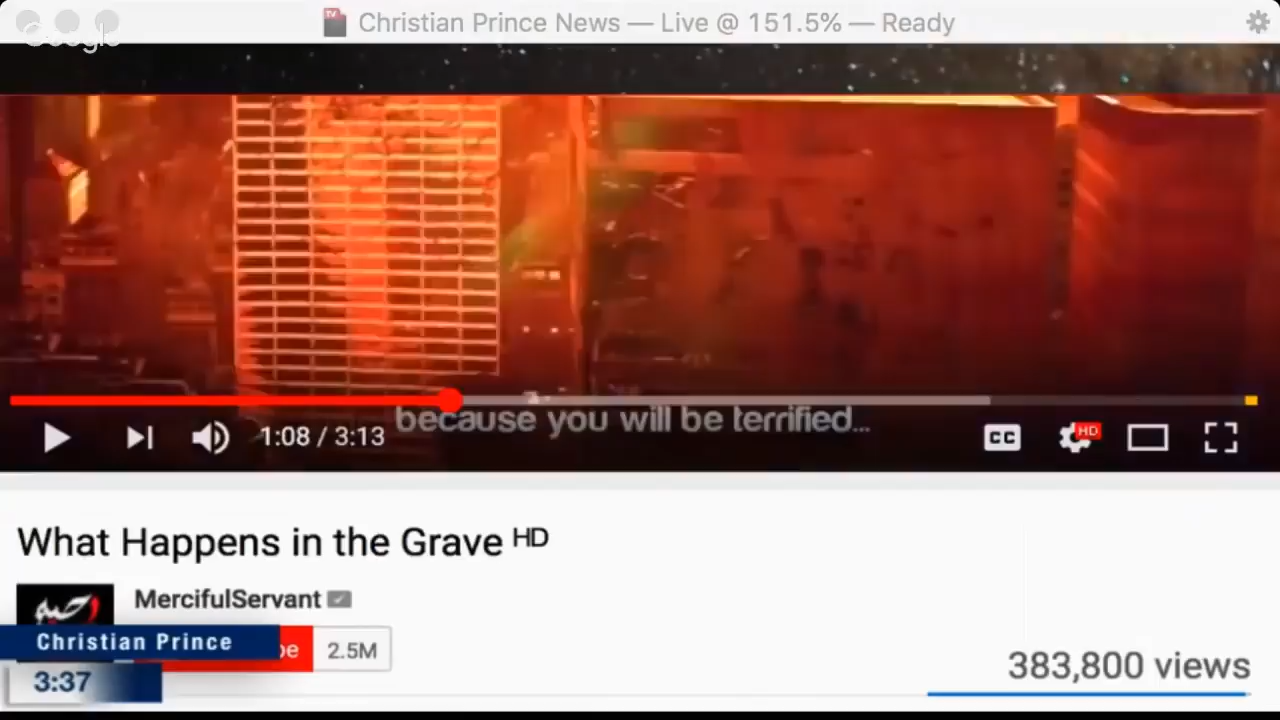 Christian Prince News — Live @ 151.5% — Ready
Google
because you will be terrified...
1:08 / 3:13
CC
HD
What Happens in the Grave HD
MercifulServant
Christian Prince
be 2.5M
3:37
383,800 views